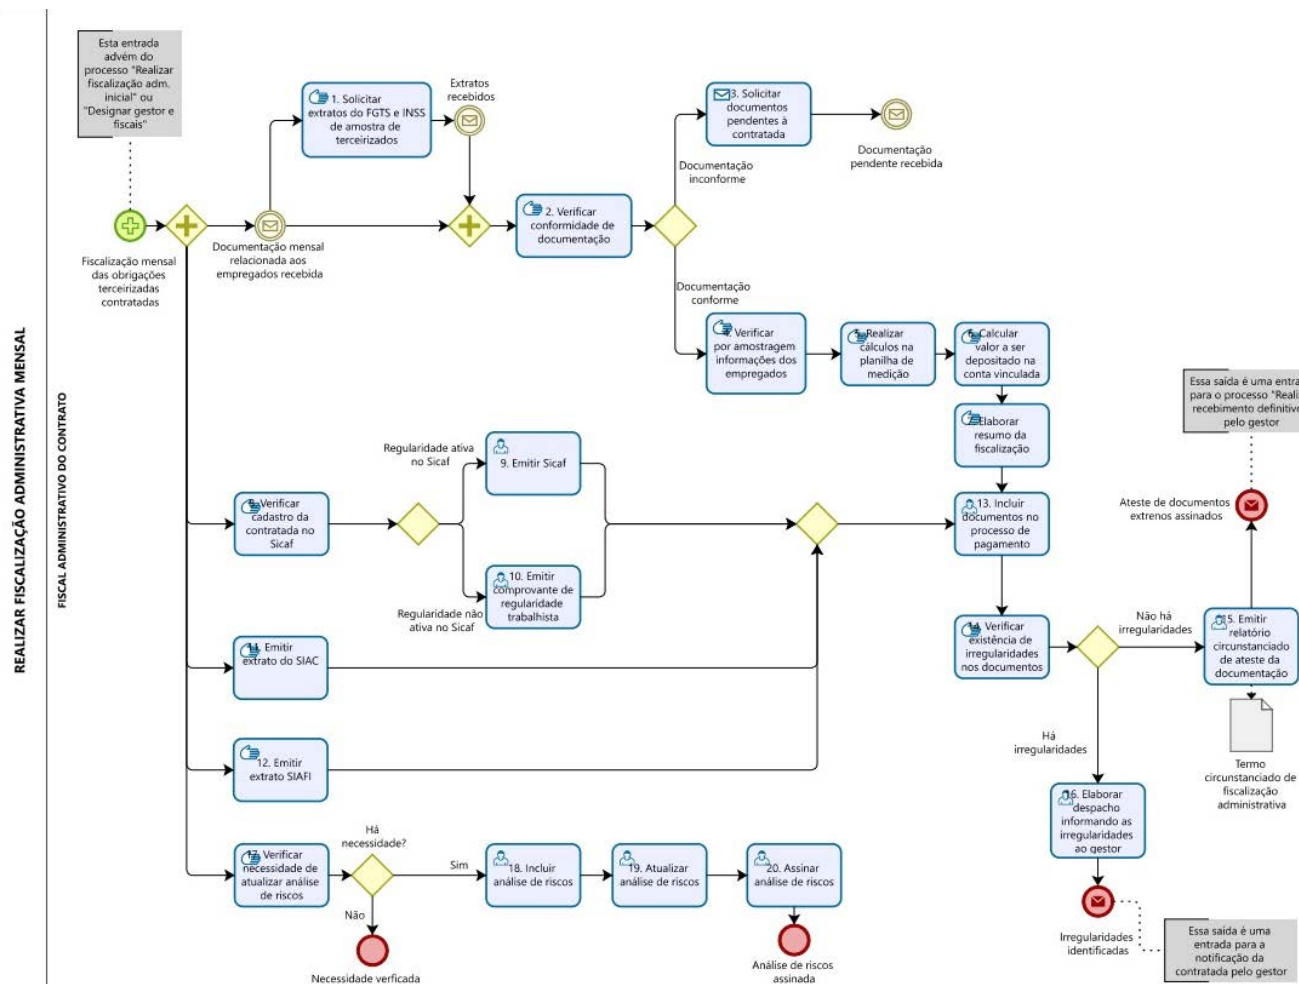 REALIZAR FISCALIZAÇÃO ADMINISTRATIVA MENSAL
FISCAL ADMINISTRATIVO DO CONTRATO
Esta entrada
advém do
processo "Realizar
fiscalização adm.
inicial" ou
"Designar gestor e
fiscais"
Fiscalização mensal
das obrigações
terceirizadas
contratadas
Documentação mensal
relacionada aos
empregados recebida
1. Solicitar
extratos do FGTS e INSS
de amostra de
terceirizados
Extratos
recebidos
2. Verificar
conformidade de
documentação
Documentação
inconforme
3. Solicitar
documentos
pendentes à
contratada
Documentação
pendente recebida
Documentação
conforme
4. Verificar
por amostragem
informações dos
empregados
5. Realizar
cálculos na
planilha de
medição
6. Calcular
valor a ser
depositado na
conta vinculada
7. Elaborar
resumo da
fiscalização
Verificar
cadastro da
contratada no
Sicaf
Regularidade ativa
no Sicaf
9. Emitir Sicaf
Regularidade não
ativa no Sicaf
10. Emitir
comprovante de
regularidade
trabalhista
11. Emitir
extrato do SIAC
12. Emitir
extrato SIAFI
13. Incluir
documentos no
processo de
pagamento
14. Verificar
existência de
irregularidades
nos documentos
Não há
irregularidades
15. Emitir
relatório
circunstanciado
de ateste da
documentação
Ateste de documentos
extrenos assinados
Essa saída é uma entra
para o processo "Reali
recebimento definitivo
pelo gestor
Termo
circunstanciado de
fiscalização
administrativa
Há
irregularidades
16. Elaborar
despacho
informando as
irregularidades
ao gestor
Irregularidades
identificadas
Essa saída é uma
entrada para a
notificação da
contratada pelo gestor
17. Verificar
necessidade de
atualizar análise
de riscos
Há
necessidade?
Sim
Não
Necessidade verficada
18. Incluir
análise de riscos
19. Atualizar
análise de riscos
20. Assinar
análise de riscos
Análise de riscos
assinada